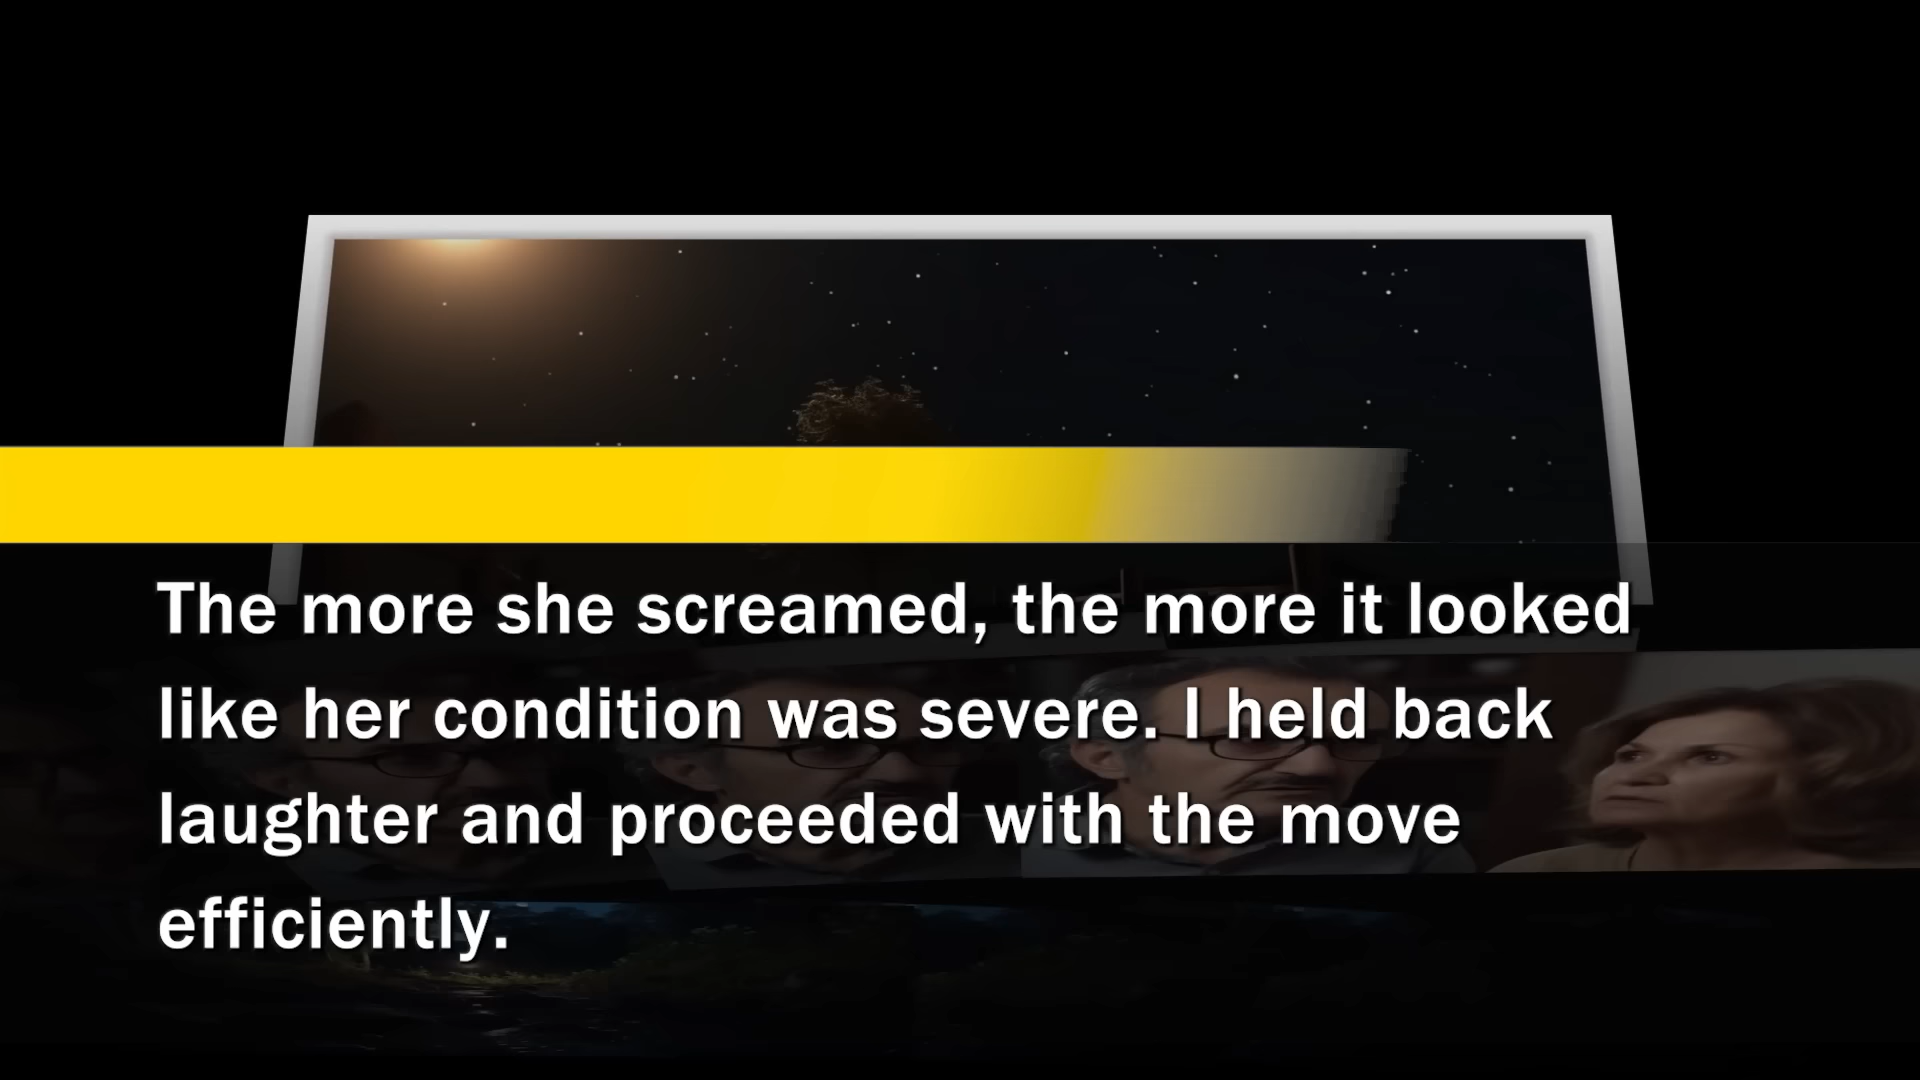 The more she screamed, the more it looked
like her condition was severe. I held back
laughter and proceeded with the move
efficiently.